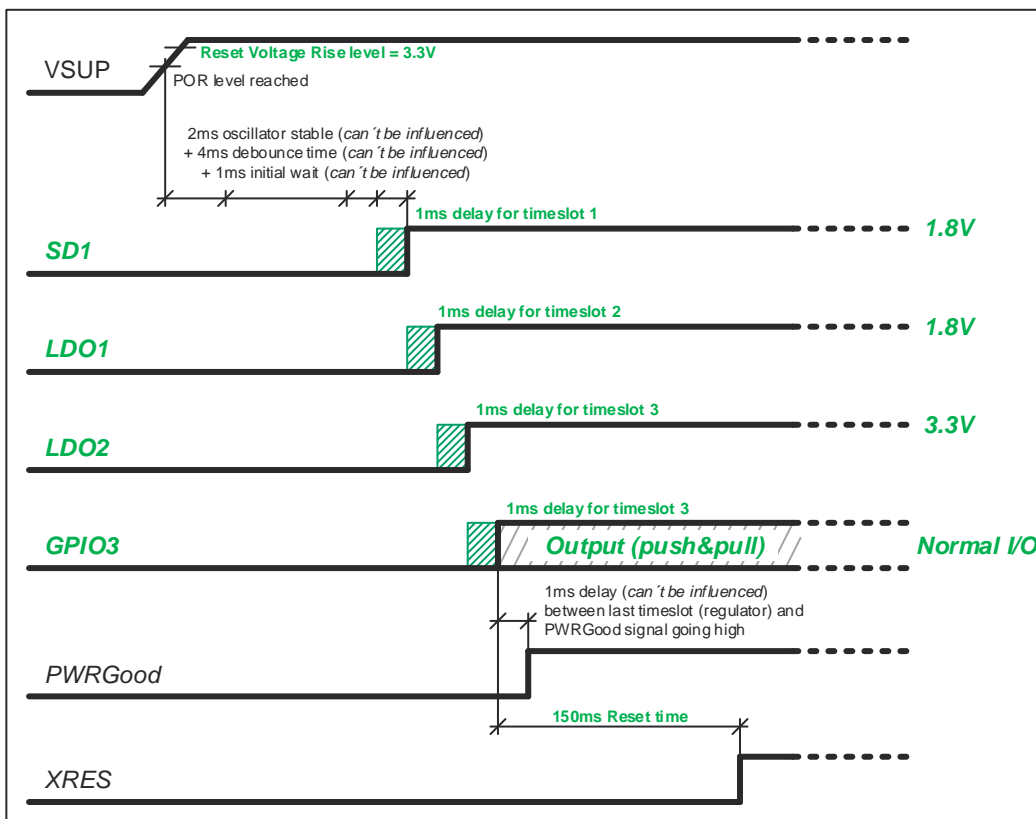 Reset Voltage Rise level = 3.3V
VSUP
POR level reached
2ms oscillator stable (can´t be influenced)
+ 4ms debounce time (can´t be influenced)
+ 1ms initial wait (can´t be influenced)
1ms delay for timeslot 1
SD1
1.8V
1ms delay for timeslot 2
LDO1
1.8V
1ms delay for timeslot 3
LDO2
3.3V
1ms delay for timeslot 3
GPIO3
Output (push&pull)
Normal I/O
1ms delay (can´t be influenced)
between last timeslot (regulator) and
PWRGood signal going high
PWRGood
150ms Reset time
XRES